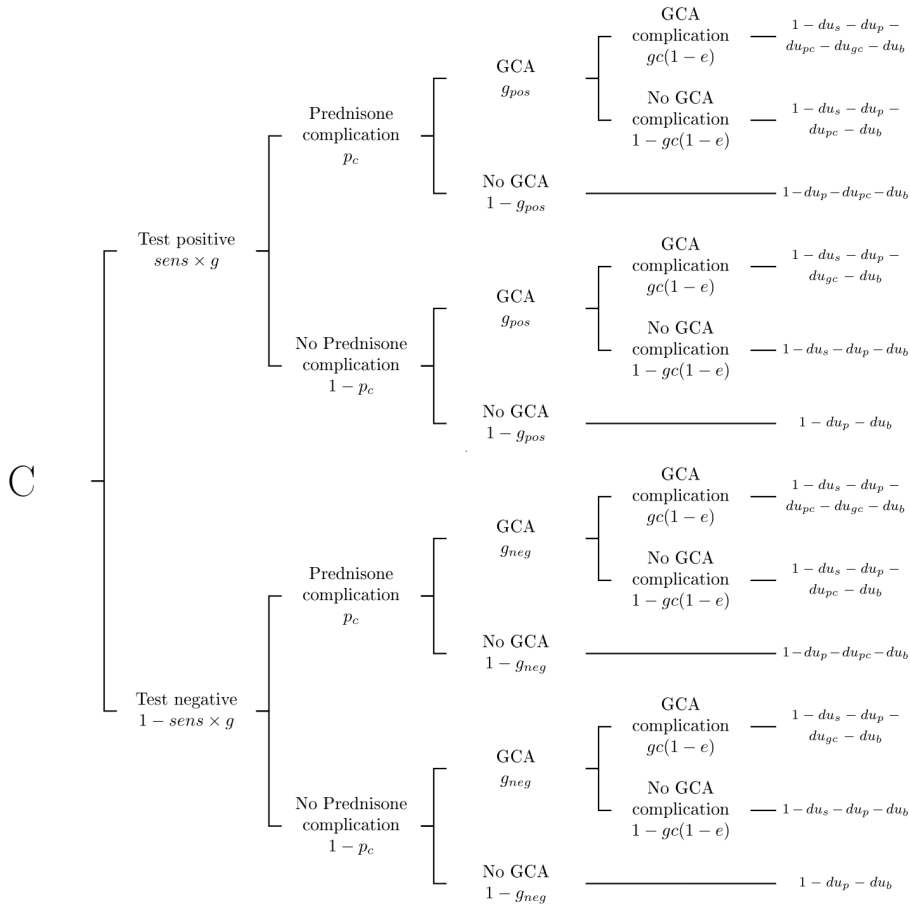 C
Test positive
sens × g
Prednisone
complication
p_c
GCA
g_pos
GCA
complication
gc(1 − e)
1 − du_s − du_p −
du_pc − du_gc − du_b
No GCA
complication
1 − gc(1 − e)
1 − du_s − du_p −
du_pc − du_b
No GCA
1 − g_pos
1 − du_p − du_pc − du_b
No Prednisone
complication
1 − p_c
GCA
g_pos
GCA
complication
gc(1 − e)
1 − du_s − du_p −
du_gc − du_b
No GCA
complication
1 − gc(1 − e)
1 − du_s − du_p − du_b
No GCA
1 − g_pos
1 − du_p − du_b
Test negative
1 − sens × g
Prednisone
complication
p_c
GCA
g_neg
GCA
complication
gc(1 − e)
1 − du_s − du_p −
du_pc − du_gc − du_b
No GCA
complication
1 − gc(1 − e)
1 − du_s − du_p −
du_pc − du_b
No GCA
1 − g_neg
1 − du_p − du_pc − du_b
No Prednisone
complication
1 − p_c
GCA
g_neg
GCA
complication
gc(1 − e)
1 − du_s − du_p −
du_gc − du_b
No GCA
complication
1 − gc(1 − e)
1 − du_s − du_p − du_b
No GCA
1 − g_neg
1 − du_p − du_b